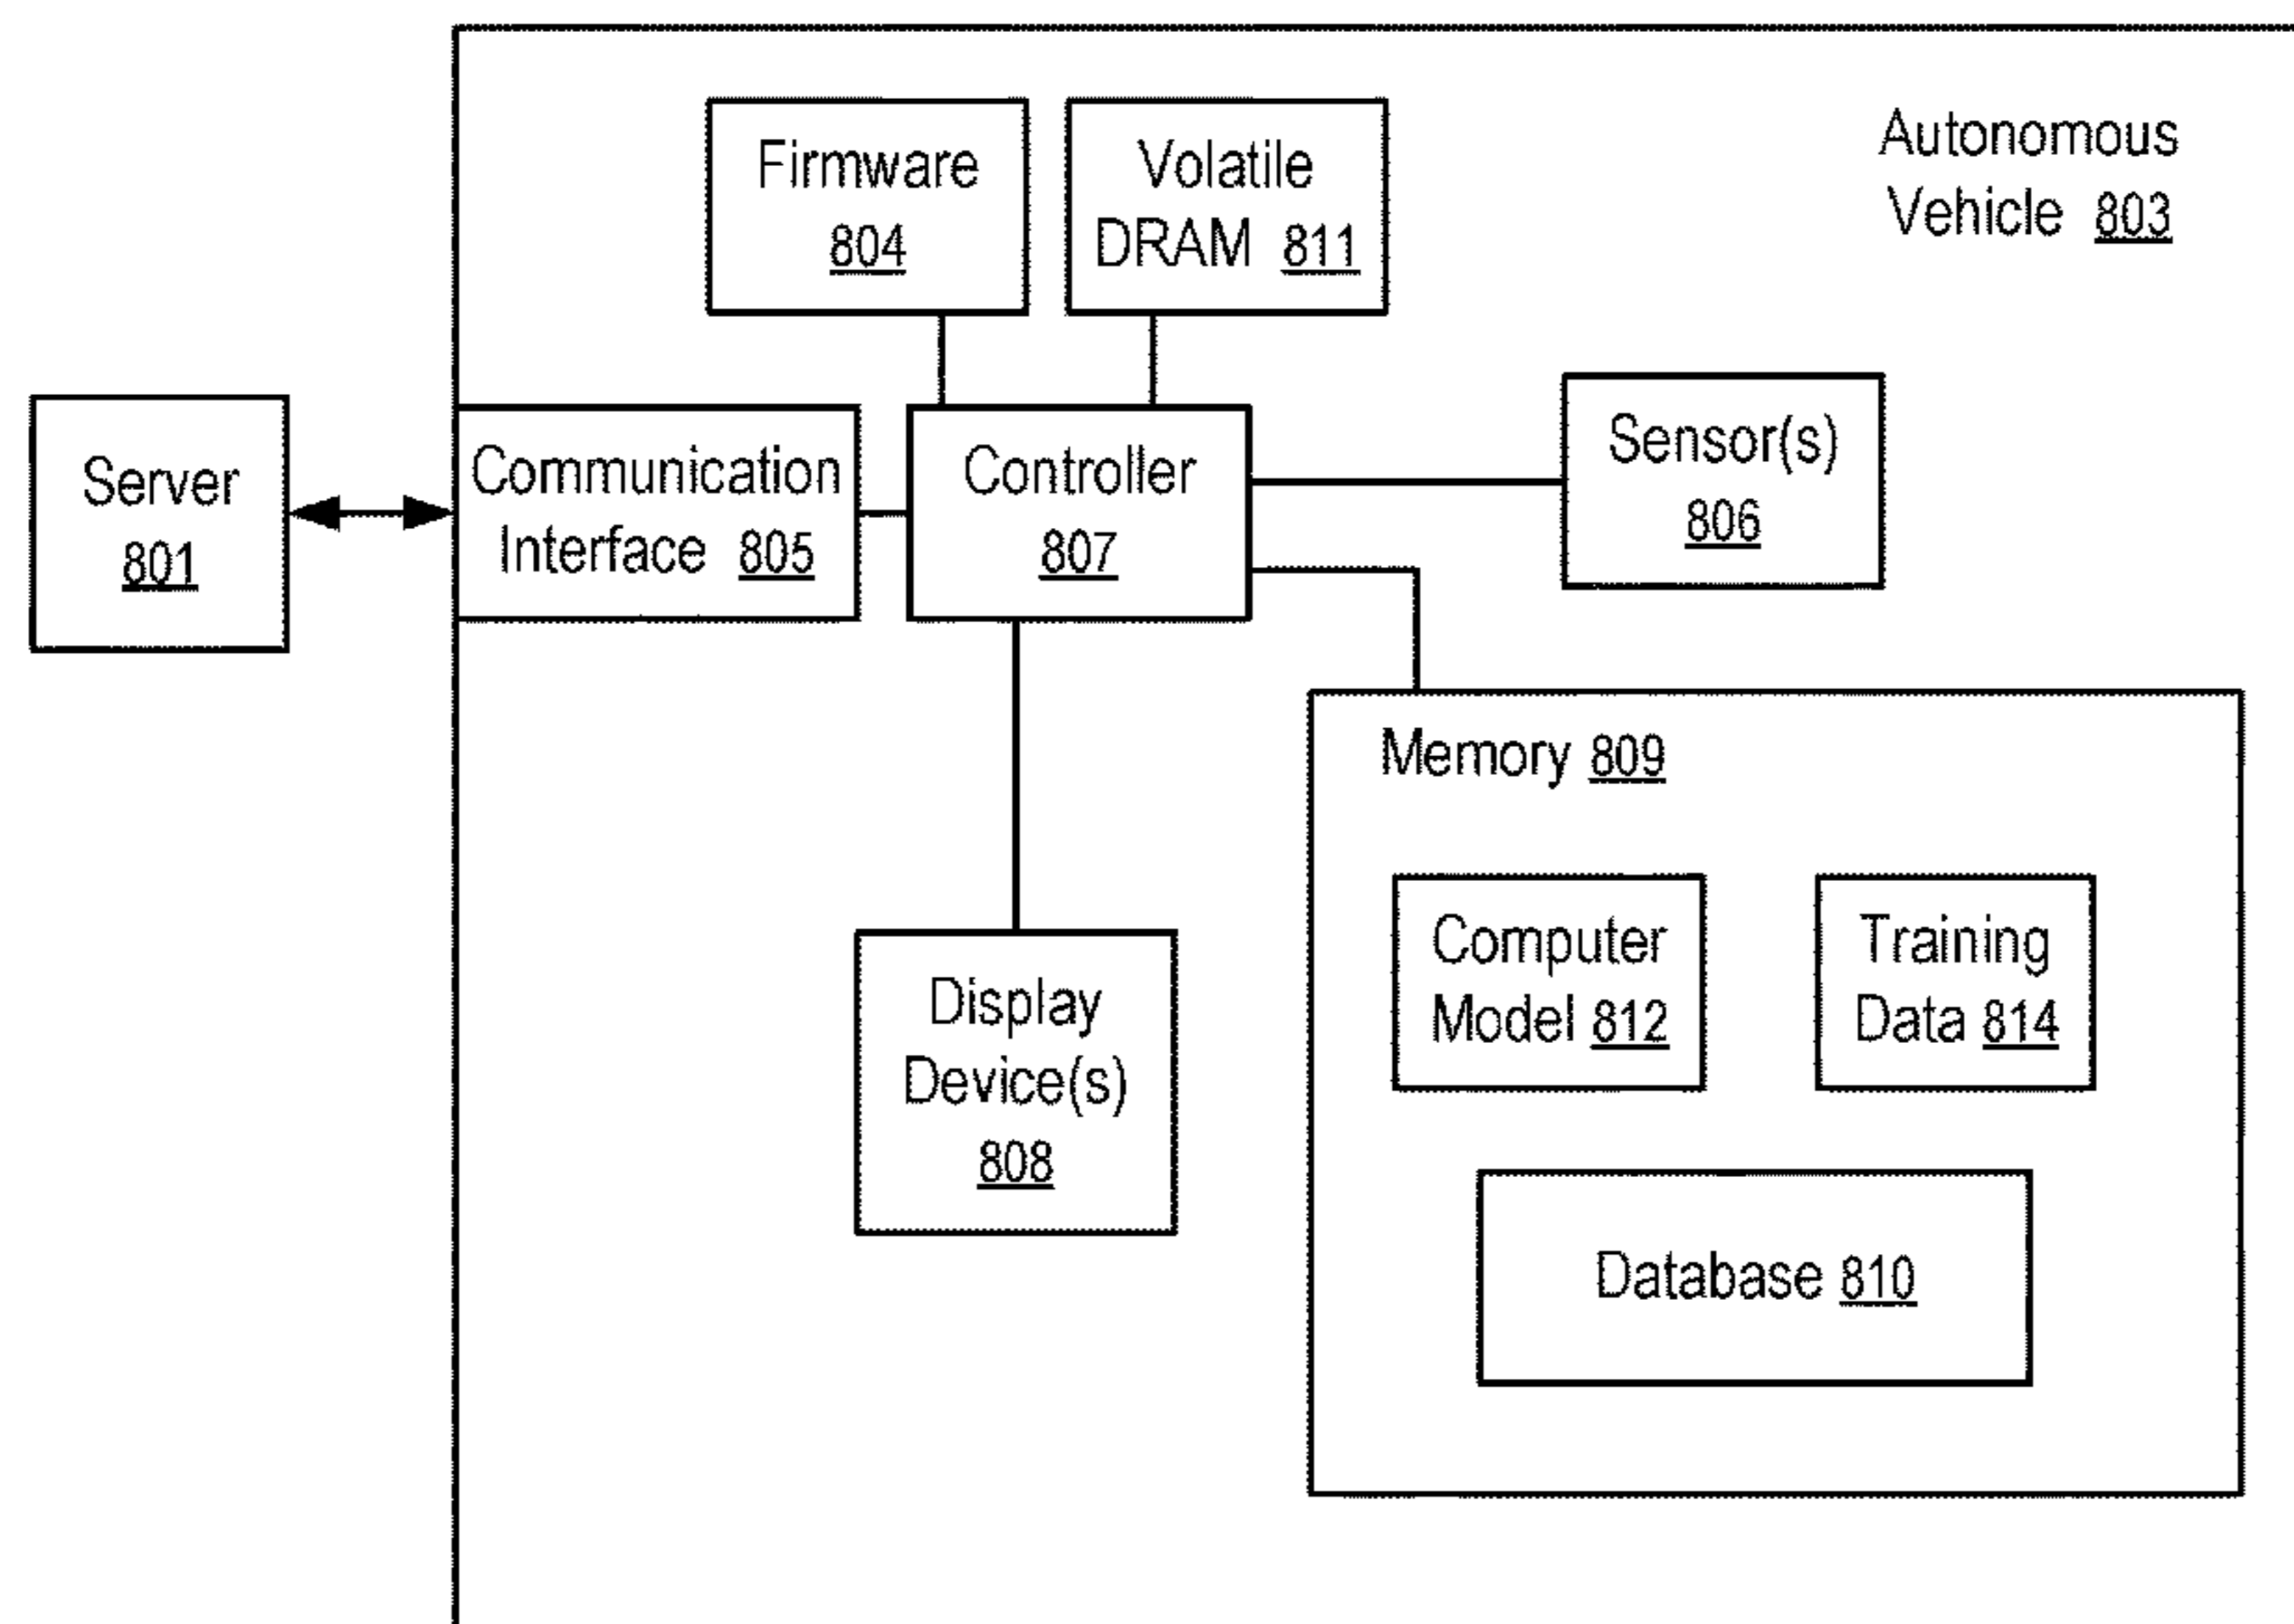 Autonomous
Vehicle 803
Firmware
804
Volatile
DRAM 811
Server
801
Communication
Interface 805
Controller
807
Sensor(s)
806
Memory 809
Computer
Model 812
Training
Data 814
Display
Device(s)
808
Database 810